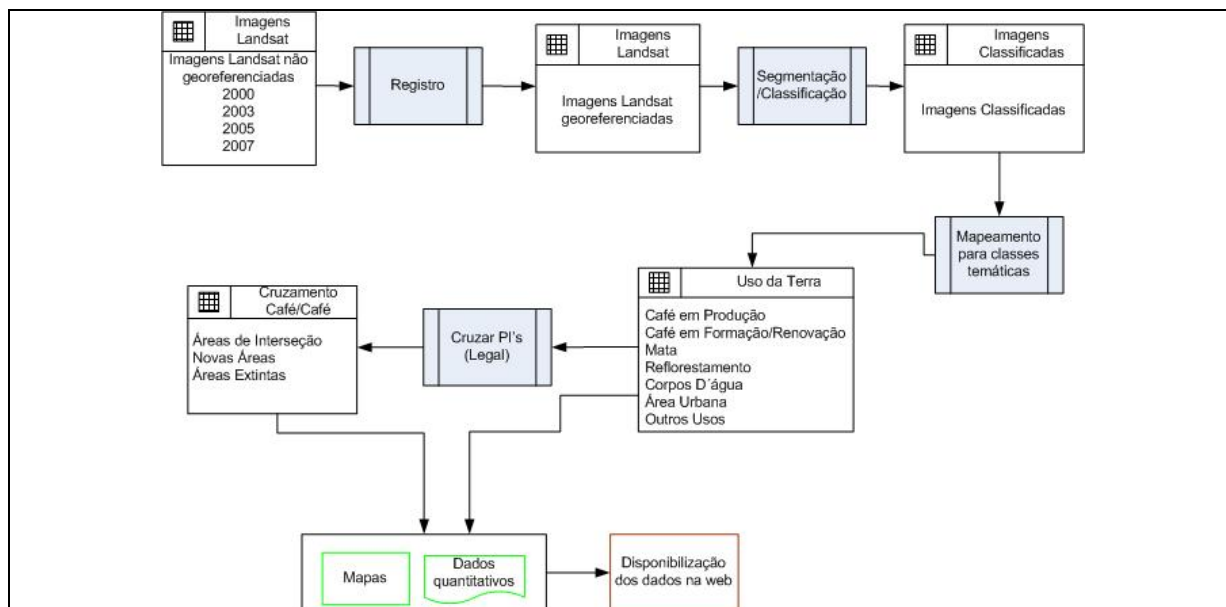 Imagens
Landsat
Imagens Landsat não
georeferenciadas
2000
2003
2005
2007
Registro
Imagens
Landsat
Imagens Landsat
georeferenciadas
Segmentação
/Classificação
Imagens
Classificadas
Imagens Classificadas
Mapeamento
para classes
temáticas
Uso da Terra
Café em Produção
Café em Formação/Renovação
Mata
Reflorestamento
Corpos D´água
Área Urbana
Outros Usos
Cruzar PI's
(Legal)
Cruzamento
Café/Café
Áreas de Interseção
Novas Áreas
Áreas Extintas
Mapas
Dados
quantitativos
Disponibilização
dos dados na web